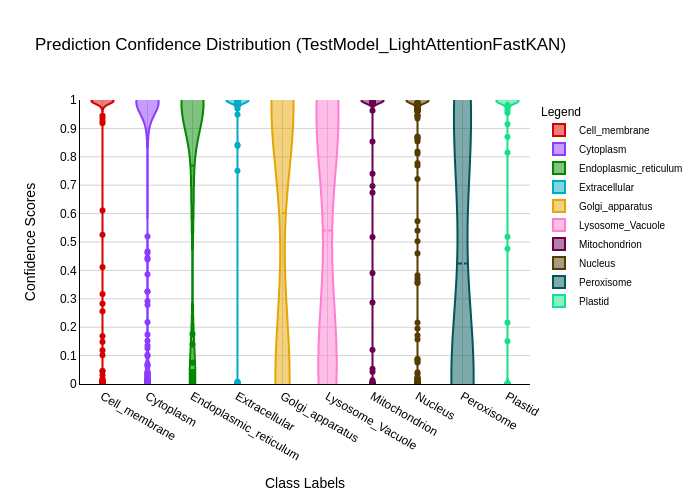 Prediction Confidence Distribution (TestModel_LightAttentionFastKAN)
Confidence Scores
1
0.9
0.8
0.7
0.6
0.5
0.4
0.3
0.2
0.1
0
Cell_membrane
Cytoplasm
Endoplasmic_reticulum
Extracellular
Golgi_apparatus
Lysosome_Vacuole
Mitochondrion
Nucleus
Peroxisome
Plastid
Class Labels
Legend
Cell_membrane
Cytoplasm
Endoplasmic_reticulum
Extracellular
Golgi_apparatus
Lysosome_Vacuole
Mitochondrion
Nucleus
Peroxisome
Plastid